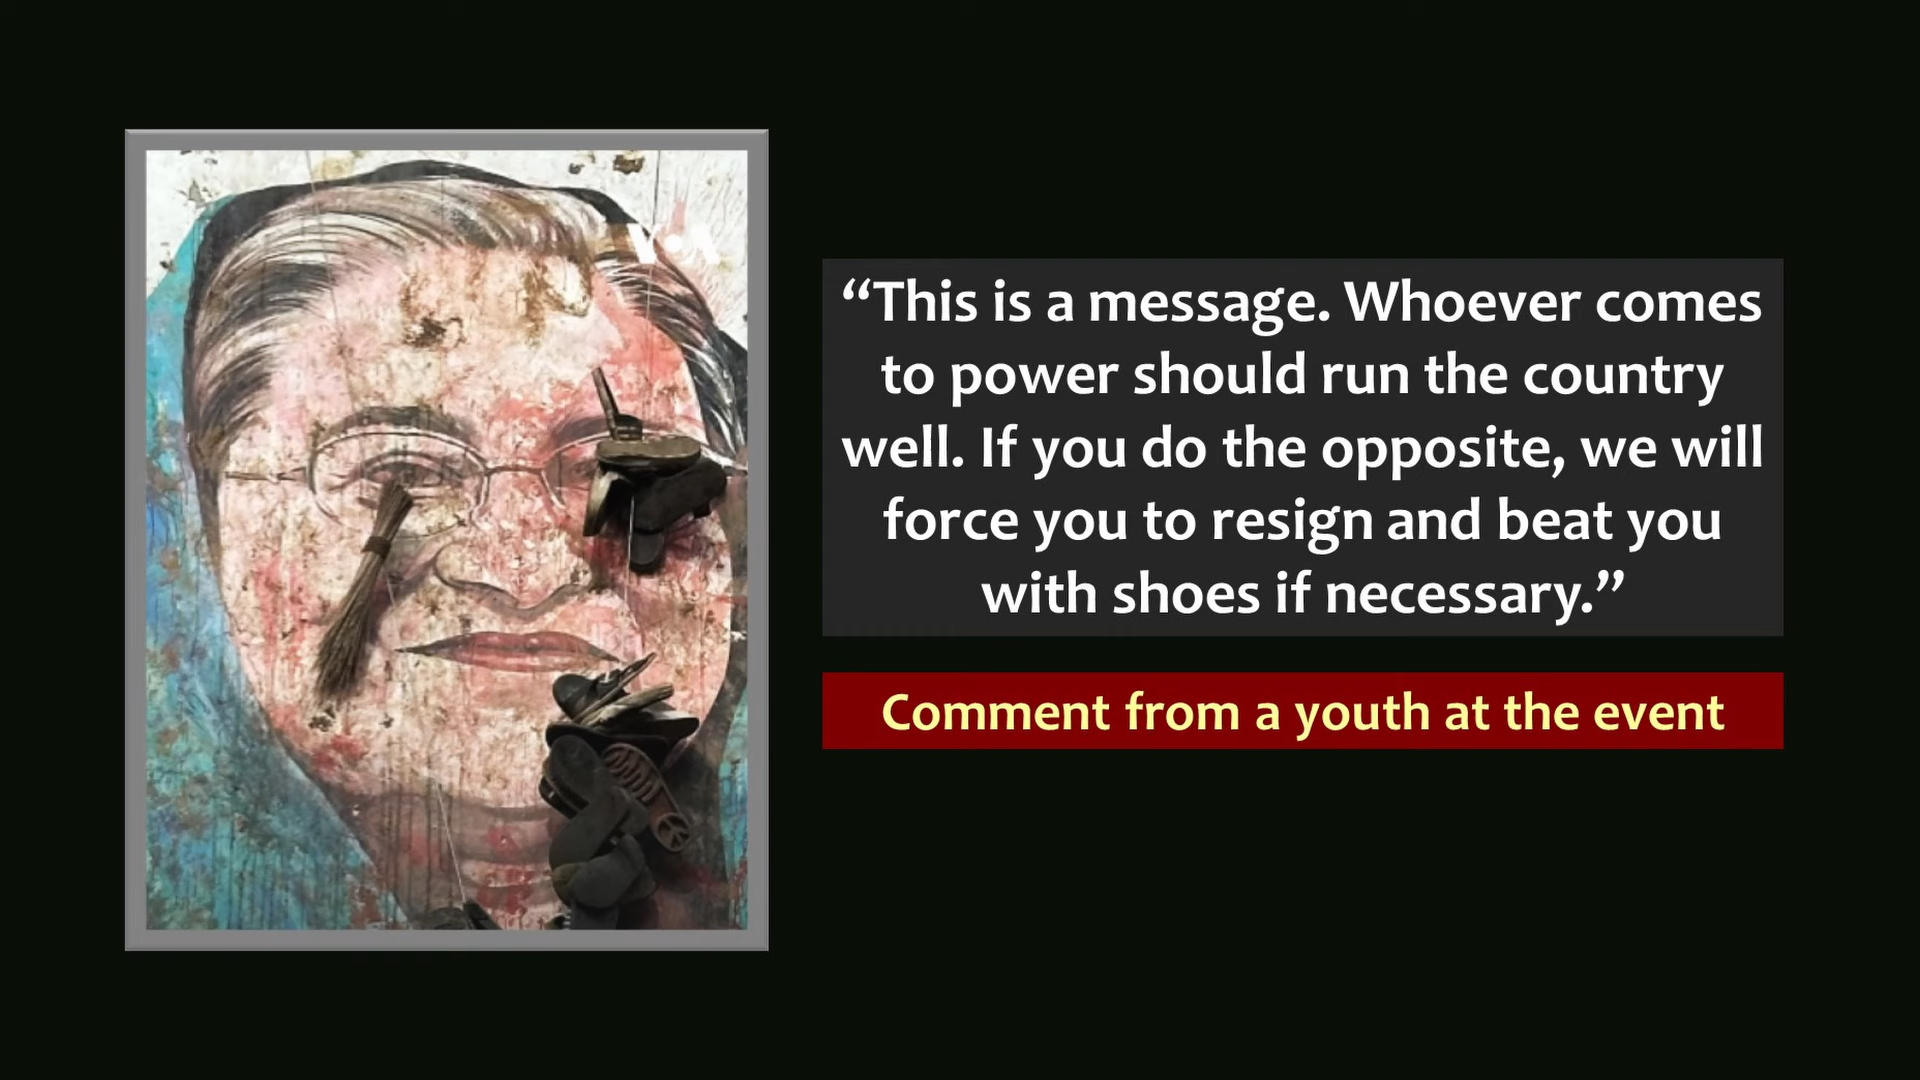 VOA
“This is a message. Whoever comes
to power should run the country
well. If you do the opposite, we will
force you to resign and beat you
with shoes if necessary.”
Comment from a youth at the event